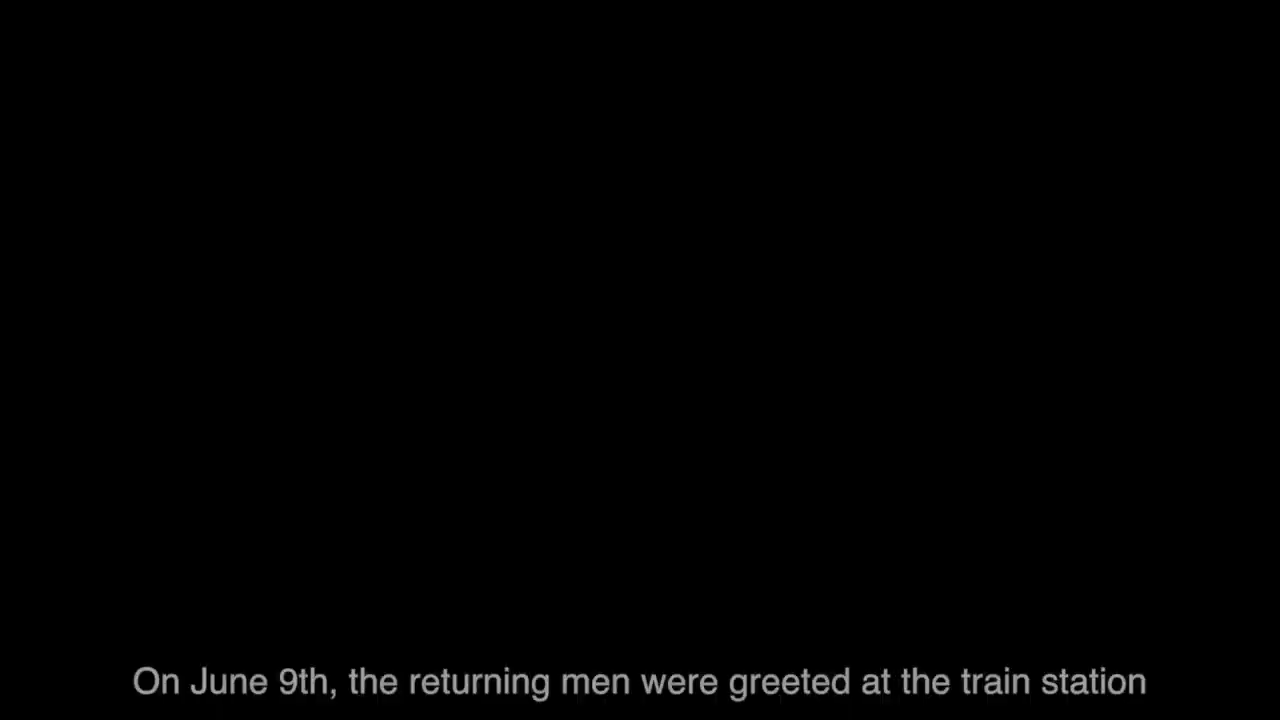 On June 9th, the returning men were greeted at the train station